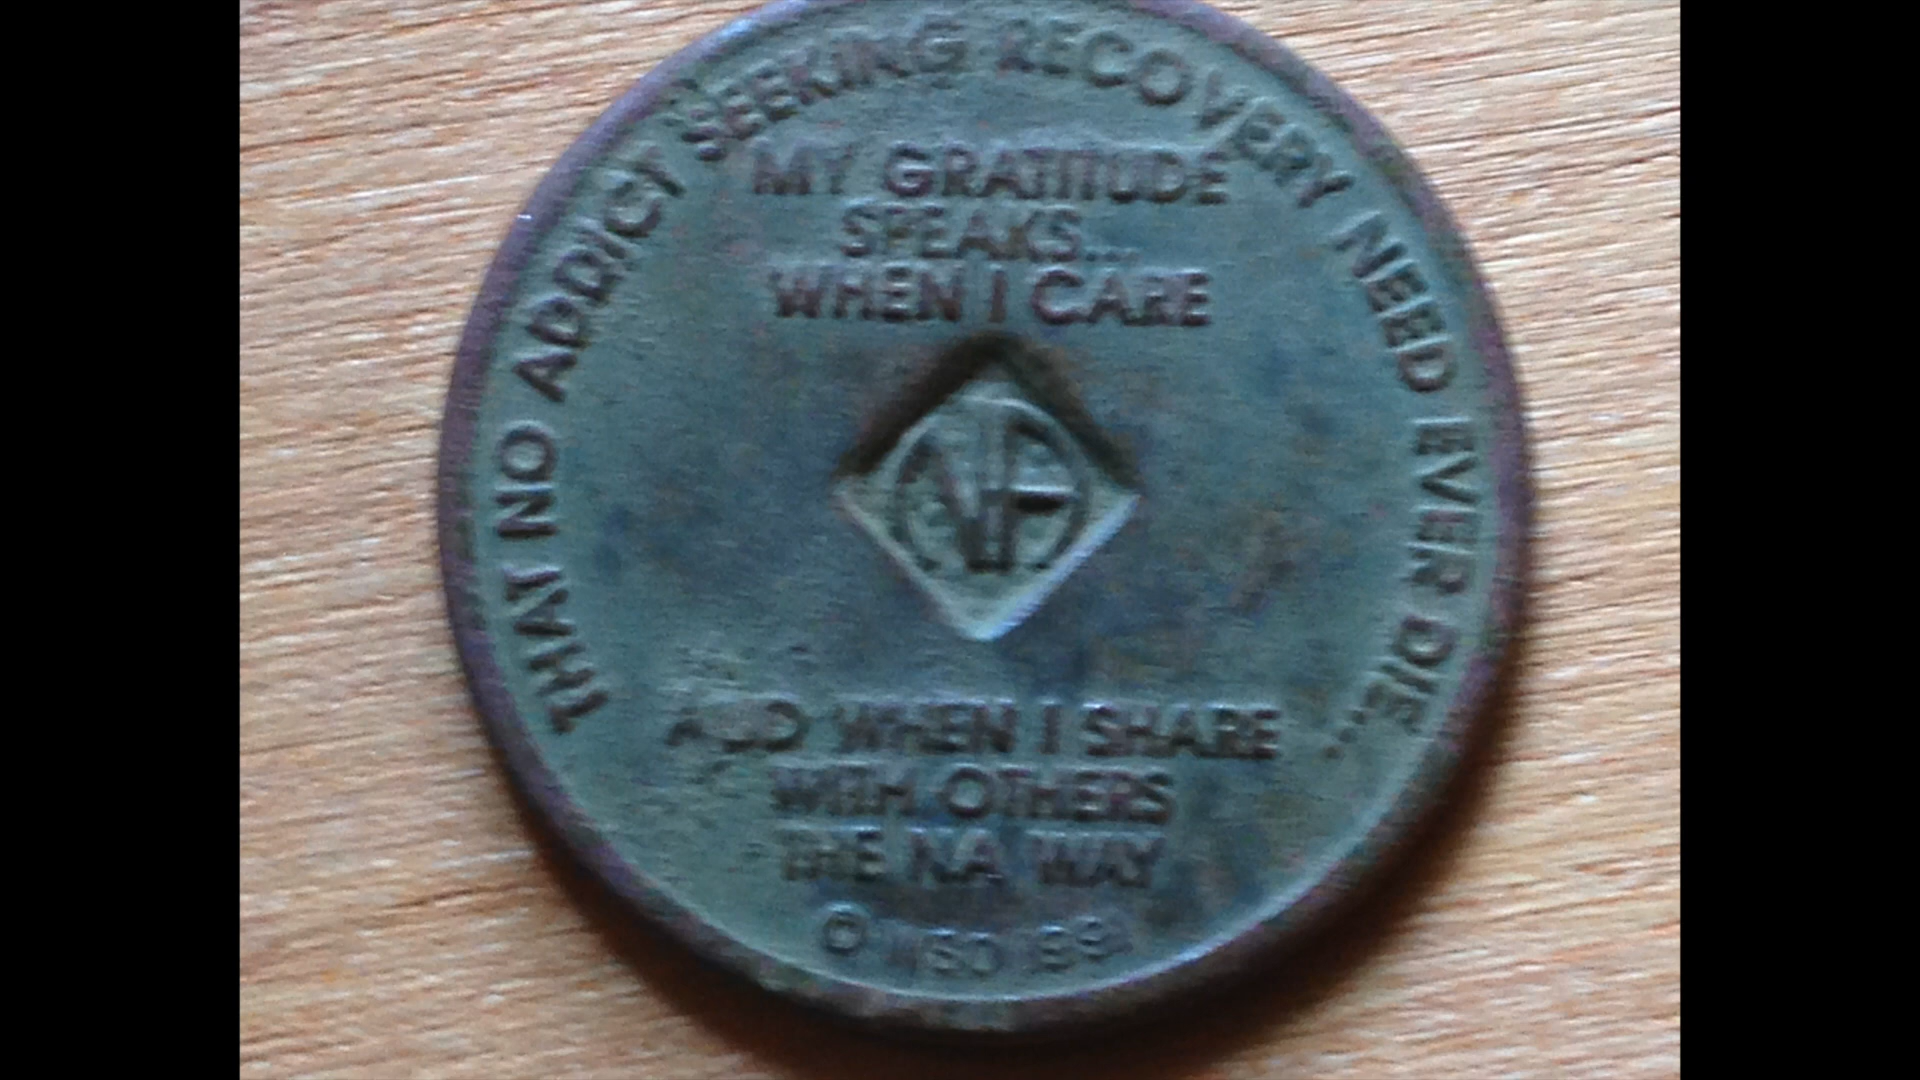 THAT NO ADDICT SEEKING RECOVERY NEED EVER DIE...
MY GRATITUDE
SPEAKS...
WHEN I CARE
NA
AND WHEN I SHARE
WITH OTHERS
THE NA WAY
© WSO